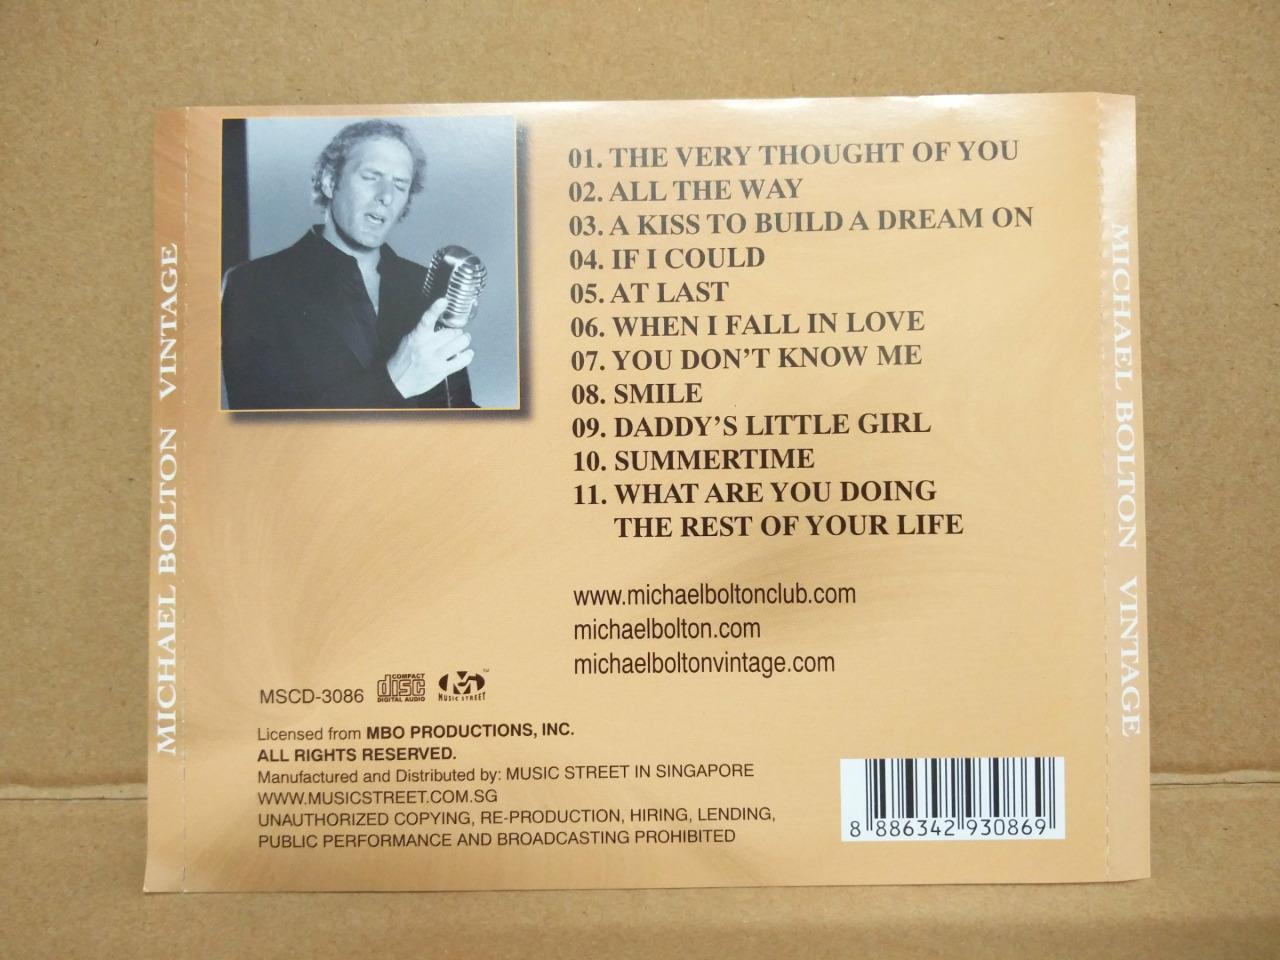 MICHAEL BOLTON VINTAGE
01. THE VERY THOUGHT OF YOU
02. ALL THE WAY
03. A KISS TO BUILD A DREAM ON
04. IF I COULD
05. AT LAST
06. WHEN I FALL IN LOVE
07. YOU DON'T KNOW ME
08. SMILE
09. DADDY'S LITTLE GIRL
10. SUMMERTIME
11. WHAT ARE YOU DOING
THE REST OF YOUR LIFE
www.michaelboltonclub.com
michaelbolton.com
michaelboltonvintage.com
MSCD-3086
COMPACT
disc
DIGITAL AUDIO
MUSIC STREET
TM
Licensed from MBO PRODUCTIONS, INC.
ALL RIGHTS RESERVED.
Manufactured and Distributed by: MUSIC STREET IN SINGAPORE
WWW.MUSICSTREET.COM.SG
UNAUTHORIZED COPYING, RE-PRODUCTION, HIRING, LENDING,
PUBLIC PERFORMANCE AND BROADCASTING PROHIBITED
8 886342 930869
MICHAEL BOLTON VINTAGE